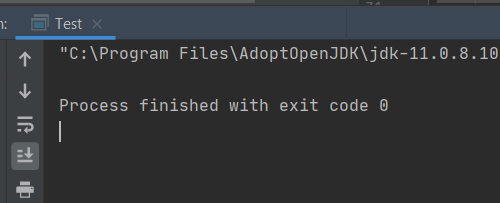 n:
Test
"C:\Program Files\AdoptOpenJDK\jdk-11.0.8.10
Process finished with exit code 0